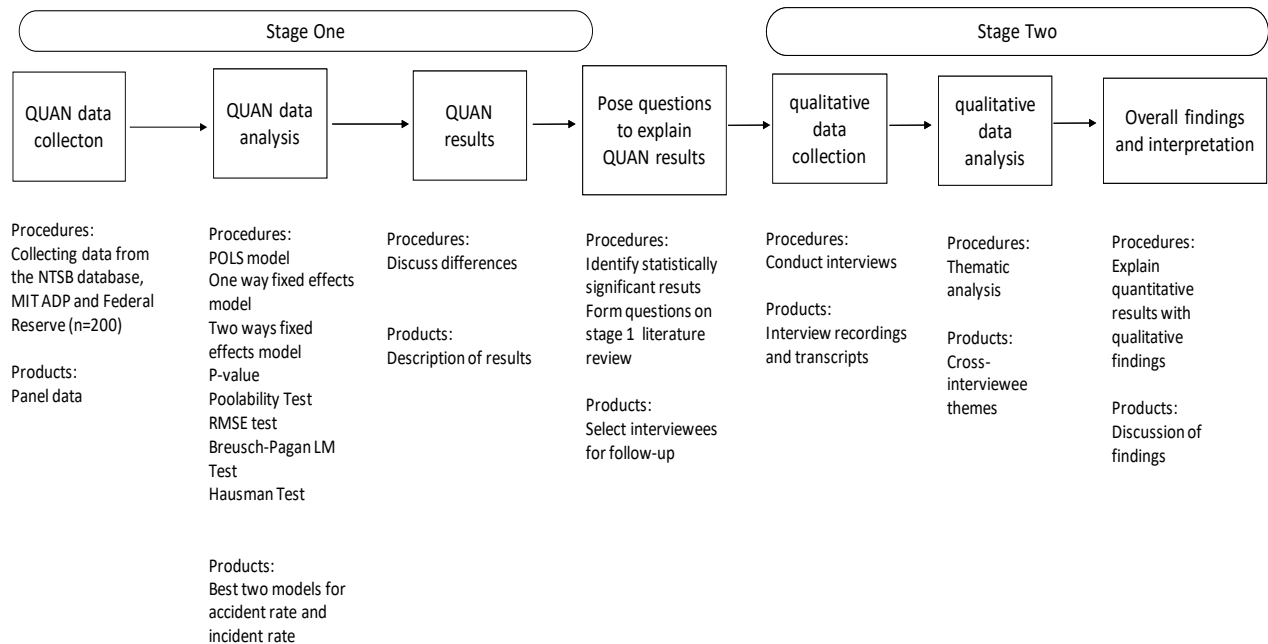 Stage One
Stage Two
QUAN data
collecton
QUAN data
analysis
QUAN
results
Pose questions
to explain
QUAN results
qualitative
data
collection
qualitative
data
analysis
Overall findings
and interpretation
Procedures:
Collecting data from
the NTSB database,
MIT ADP and Federal
Reserve (n=200)
Products:
Panel data
Procedures:
POLS model
One way fixed effects
model
Two ways fixed
effects model
P-value
Poolability Test
RMSE test
Breusch-Pagan LM
Test
Hausman Test
Products:
Best two models for
accident rate and
incident rate
Procedures:
Discuss differences
Products:
Description of results
Procedures:
Identify statistically
significant resuts
Form questions on
stage 1 literature
review
Products:
Select interviewees
for follow-up
Procedures:
Conduct interviews
Products:
Interview recordings
and transcripts
Procedures:
Thematic
analysis
Products:
Cross-
interviewee
themes
Procedures:
Explain
quantitative
results with
qualitative
findings
Products:
Discussion of
findings